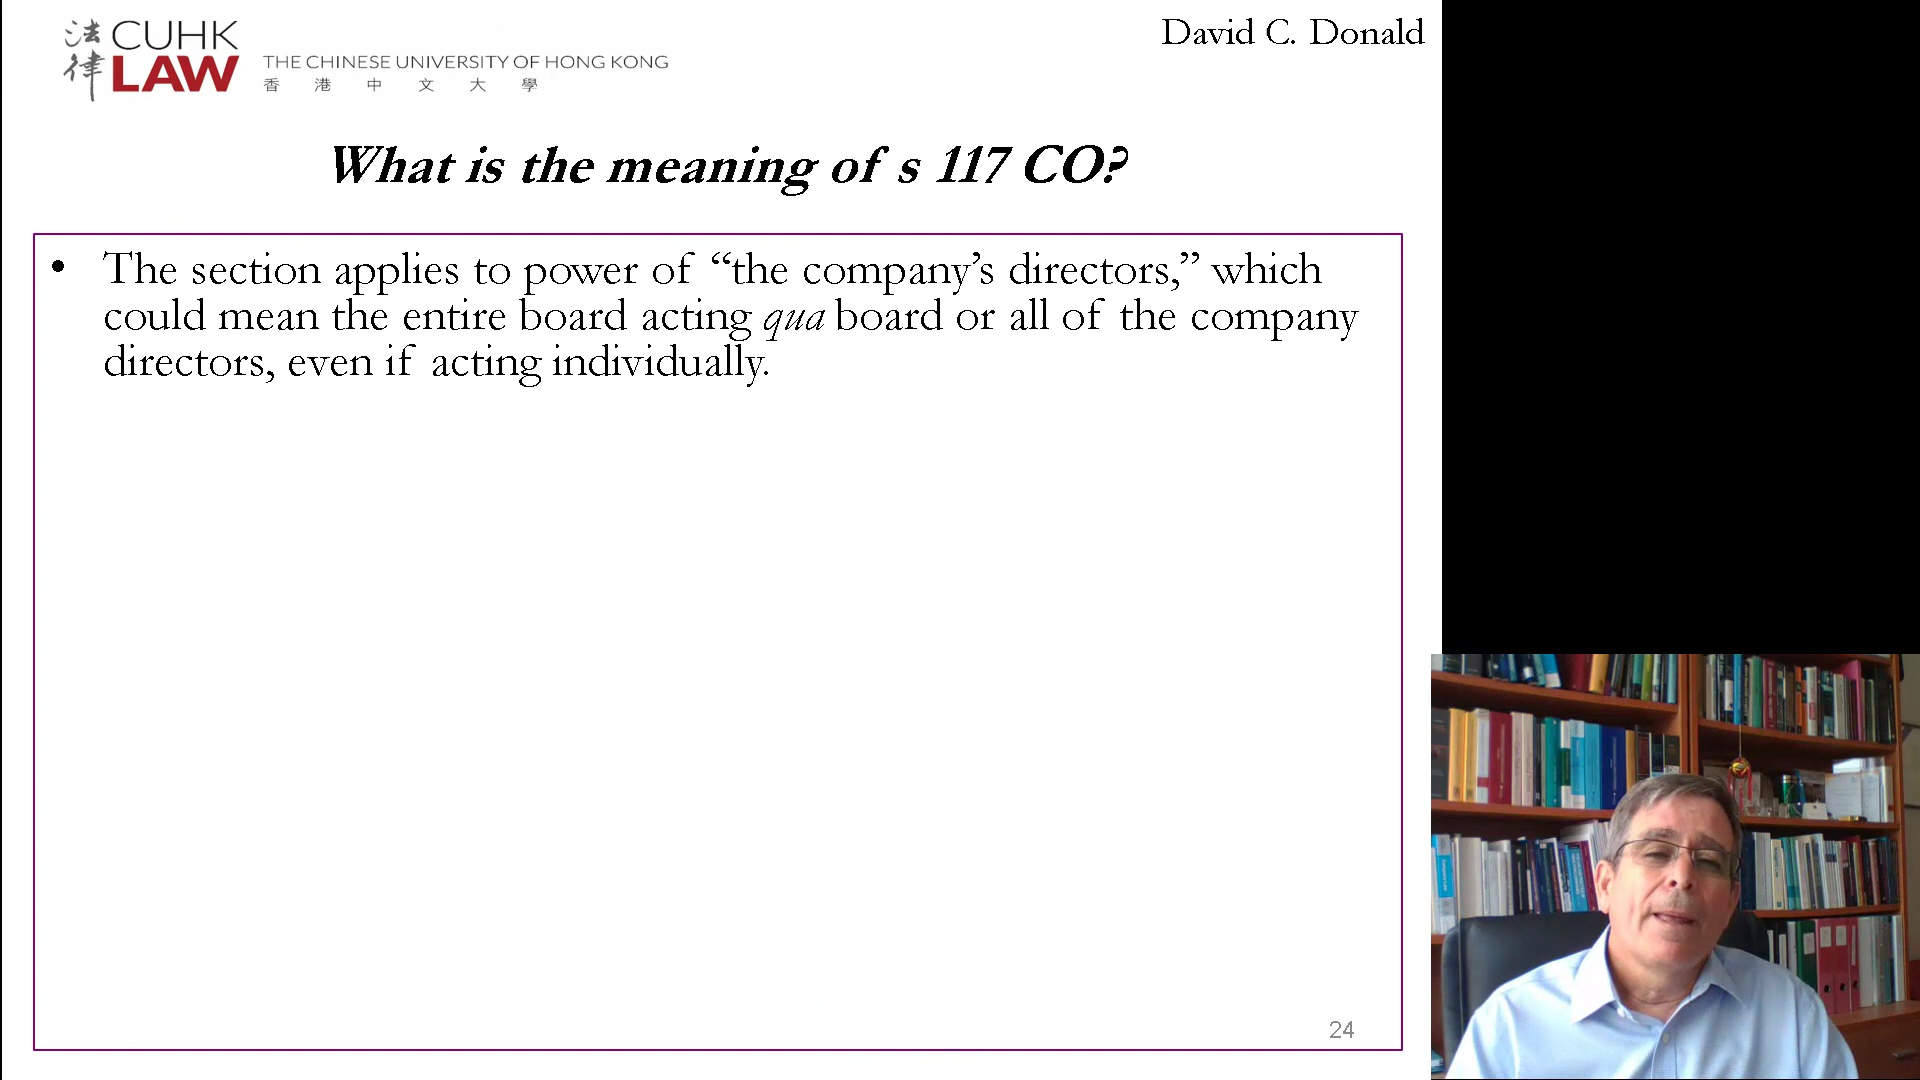 David C. Donald
法律
CUHK
LAW
THE CHINESE UNIVERSITY OF HONG KONG
香港中文大學
What is the meaning of s 117 CO?
• The section applies to power of “the company’s directors,” which
could mean the entire board acting qua board or all of the company
directors, even if acting individually.
24